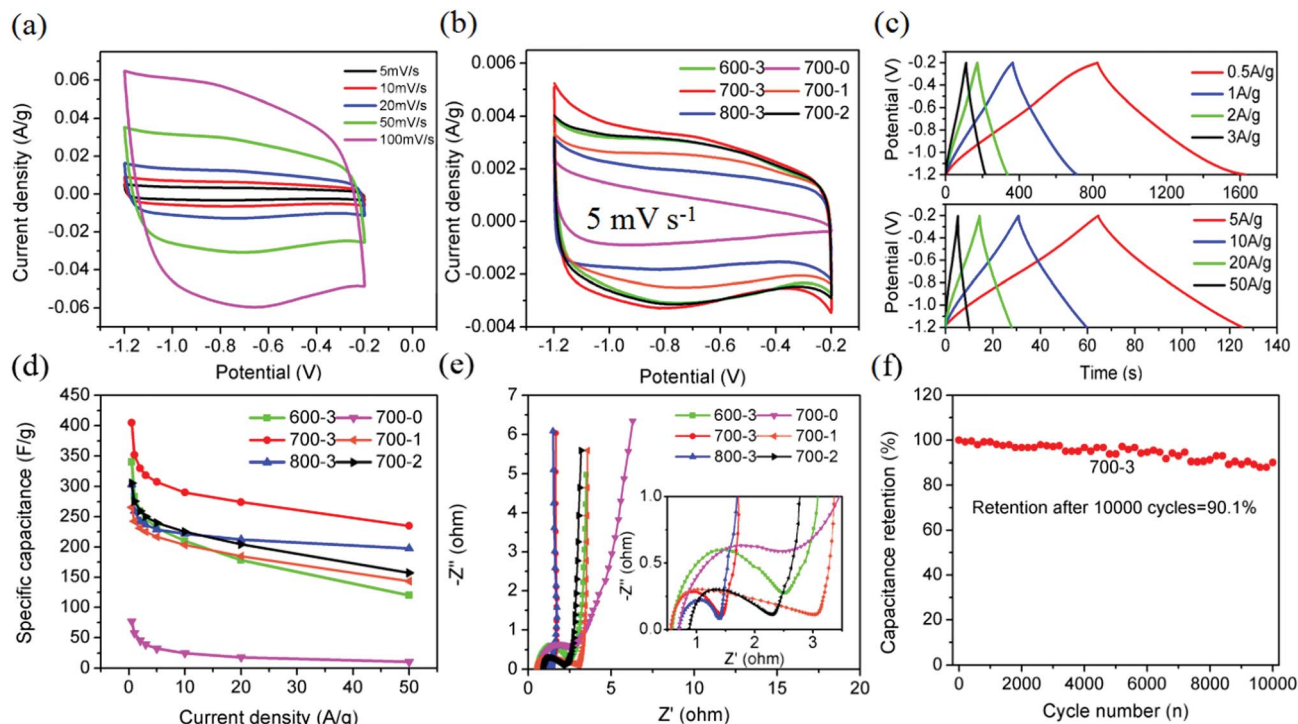 (a)
Current density (A/g)
0.06
0.04
0.02
0.00
-0.02
-0.04
-0.06
5mV/s
10mV/s
20mV/s
50mV/s
100mV/s
-1.2 -1.0 -0.8 -0.6 -0.4 -0.2 0.0
Potential (V)
(b)
Current density (A/g)
0.006
0.004
0.002
0.000
-0.002
-0.004
600-3 700-0
700-3 700-1
800-3 700-2
5 mV s-1
-1.2 -1.0 -0.8 -0.6 -0.4 -0.2
Potential (V)
(c)
Potential (V)
-0.2
-0.4
-0.6
-0.8
-1.0
-1.2
0.5A/g
1A/g
2A/g
3A/g
0 400 800 1200 1600
Potential (V)
-0.2
-0.4
-0.6
-0.8
-1.0
-1.2
5A/g
10A/g
20A/g
50A/g
0 20 40 60 80 100 120 140
Time (s)
(d)
Specific capacitance (F/g)
450
400
350
300
250
200
150
100
50
0
600-3 700-0
700-3 700-1
800-3 700-2
0 10 20 30 40 50
Current density (A/g)
(e)
-Z'' (ohm)
7
6
5
4
3
2
1
0
600-3 700-0
700-3 700-1
800-3 700-2
-Z'' (ohm)
1.0
0.5
0.0
1 2 3
Z' (ohm)
0 5 10 15 20
Z' (ohm)
(f)
Capacitance retention (%)
120
100
80
60
40
20
0
700-3
Retention after 10000 cycles=90.1%
0 2000 4000 6000 8000 10000
Cycle number (n)